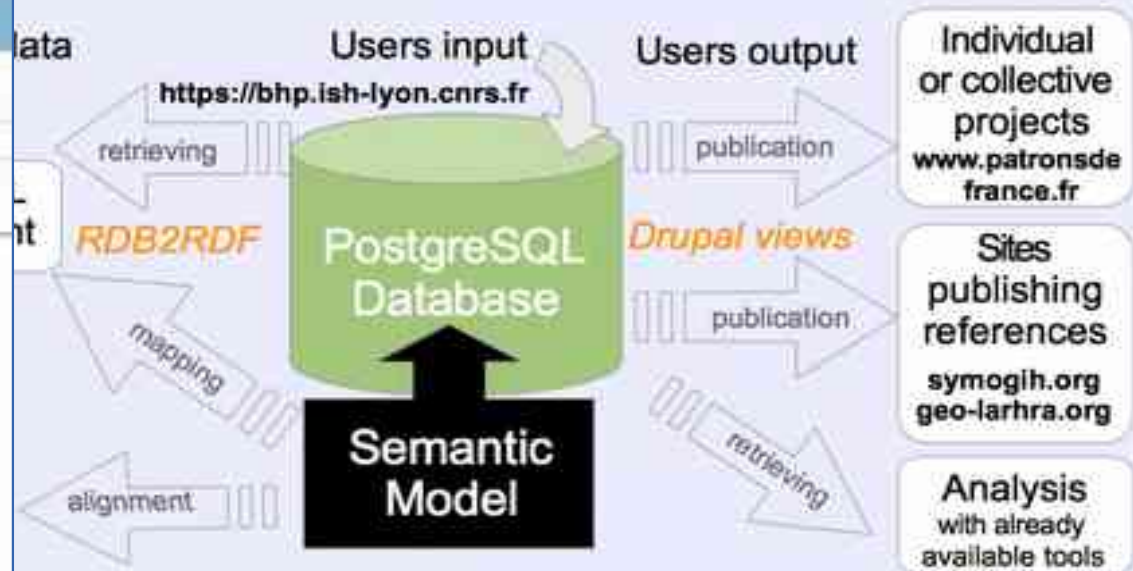 data
Users input
https://bhp.ish-lyon.cnrs.fr
Users output
retrieving
RDB2RDF
mapping
alignment
PostgreSQL
Database
Semantic
Model
publication
Drupal views
publication
retrieving
Individual
or collective
projects
www.patronsde
france.fr
Sites
publishing
references
symogih.org
geo-larhra.org
Analysis
with already
available tools